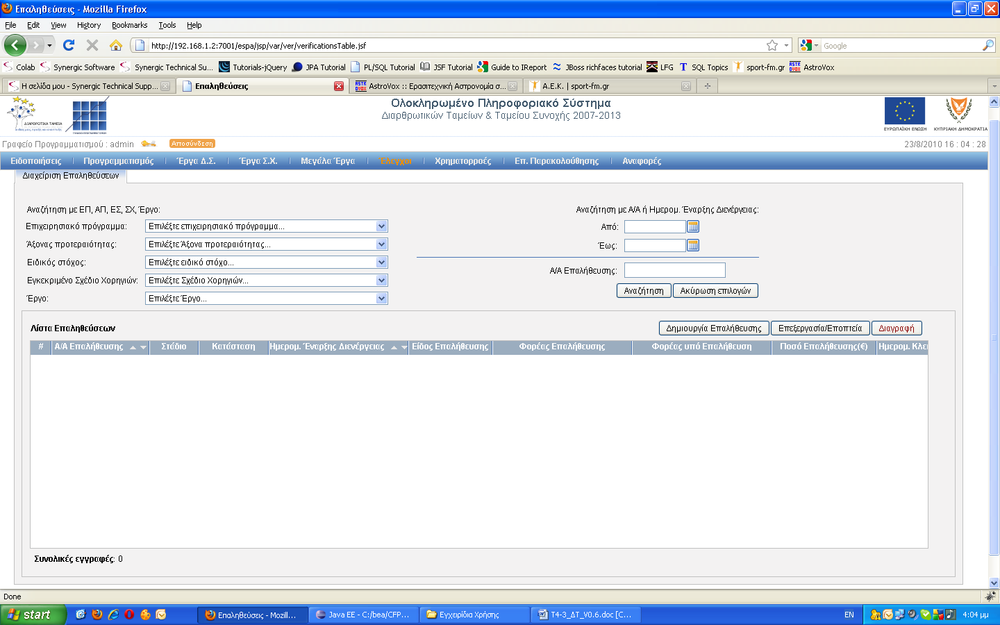 Επαληθεύσεις - Mozilla Firefox
File Edit View History Bookmarks Tools Help
http://192.168.1.2:7001/espa/jsp/var/ver/verificationsTable.jsf
Google
Colab Synergic Software Synergic Technical Su... Tutorials-jQuery JPA Tutorial PL/SQL Tutorial JSF Tutorial Guide to IReport JBoss richfaces tutorial LFG SQL Topics sport-fm.gr AstroVox
Η σελίδα μου - Synergic Technical Supp... Επαληθεύσεις AstroVox :: Ερασιτεχνική Αστρονομία σ... Α.Ε.Κ. | sport-fm.gr
Ολοκληρωμένο Πληροφοριακό Σύστημα
Διαρθρωτικών Ταμείων & Ταμείου Συνοχής 2007-2013
ΔΙΑΡΘΡΩΤΙΚΑ ΤΑΜΕΙΑ
ΕΥΡΩΠΑΪΚΗ ΕΝΩΣΗ ΚΥΠΡΙΑΚΗ ΔΗΜΟΚΡΑΤΙΑ
Γραφείο Προγραμματισμού : admin Αποσύνδεση 23/8/2010 16 : 04 : 28
Ειδοποιήσεις Προγραμματισμός Έργα Δ.Σ. Έργα Σ.Χ. Μεγάλα Έργα Έλεγχοι Χρηματορροές Επ. Παρακολούθησης Αναφορές
Διαχείριση Επαληθεύσεων
Αναζήτηση με ΕΠ, ΑΠ, ΕΣ, ΣΧ, Έργο: Αναζήτηση με Α/Α ή Ημερομ. Έναρξης Διενέργειας:
Επιχειρησιακό πρόγραμμα: Επιλέξτε επιχειρησιακό πρόγραμμα... Από:
Άξονας προτεραιότητας: Επιλέξτε Άξονα προτεραιότητας... Έως:
Ειδικός στόχος: Επιλέξτε ειδικό στόχο...
Α/Α Επαλήθευσης:
Εγκεκριμένο Σχέδιο Χορηγιών: Επιλέξτε Σχέδιο Χορηγιών...
Αναζήτηση Ακύρωση επιλογών
Έργο: Επιλέξτε Έργο...
Λίστα Επαληθεύσεων Δημιουργία Επαλήθευσης Επεξεργασία/Εποπτεία Διαγραφή
# Α/Α Επαλήθευσης Στάδιο Κατάσταση Ημερομ. Έναρξης Διενέργειας Είδος Επαλήθευσης Φορέας Επαλήθευσης Φορέας υπό Επαλήθευση Ποσό Επαλήθευσης(€) Ημερομ. Κλει
Συνολικές εγγραφές: 0
Done
start Επαληθεύσεις - Mozill... Java EE - C:/bea/CFP... Εγχειρίδια Χρήσης T4-3_ΔΤ_V0.6.doc [C... EN 4:04 μμ